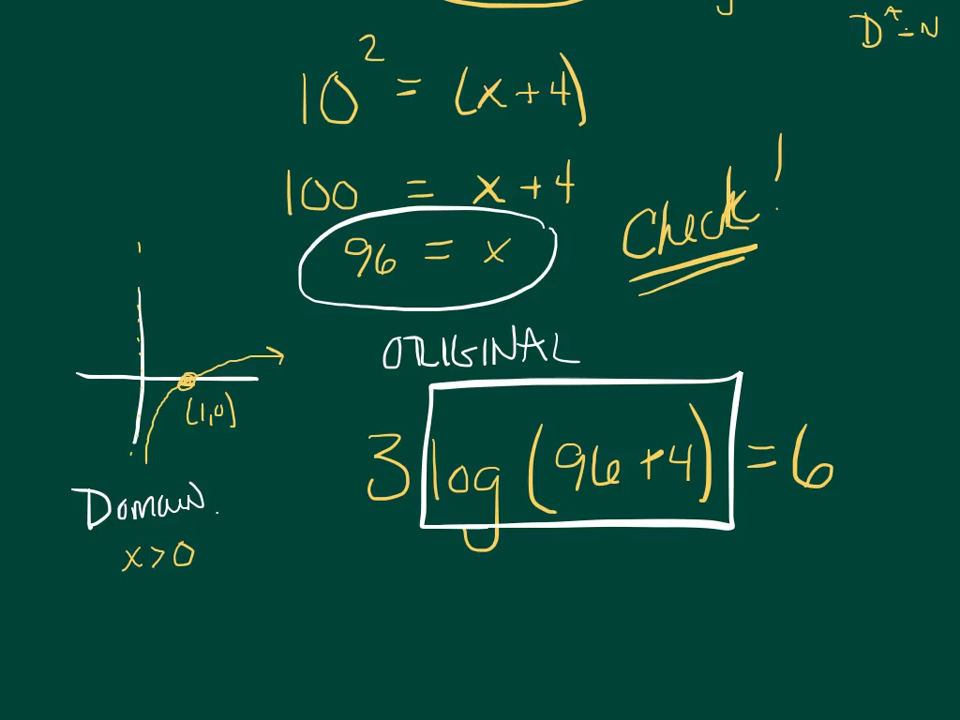 D^A = N
10^2 = (x+4)
100 = x + 4
Check!
96 = x
ORIGINAL
(1,0)
3 log (96+4) = 6
Domain.
x > 0